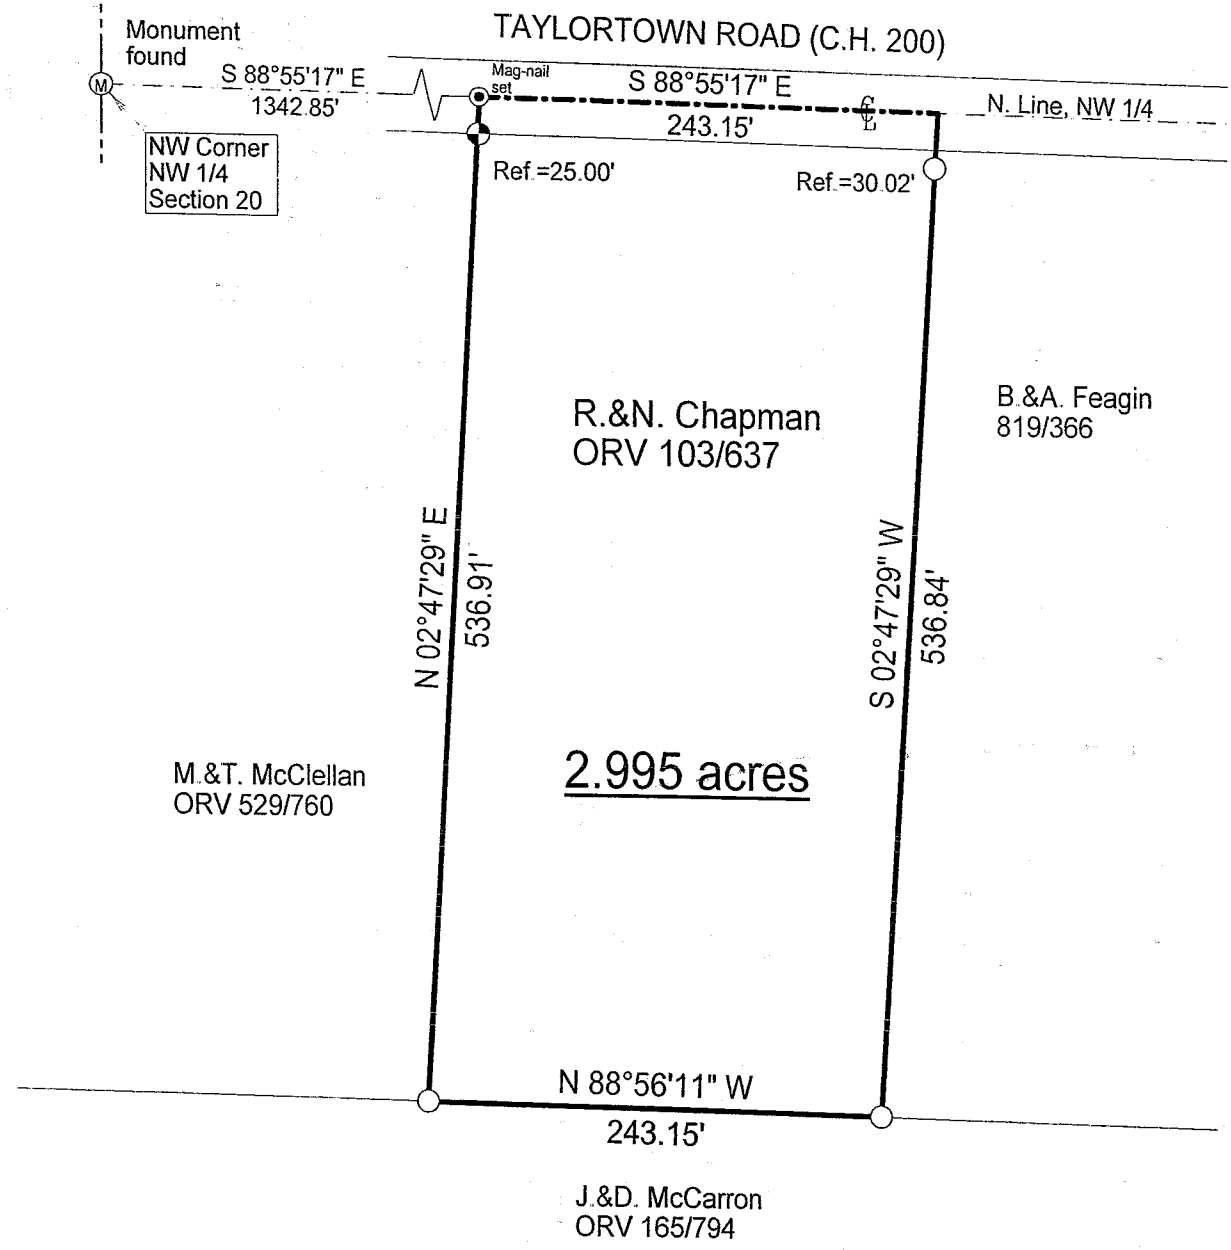 TAYLORTOWN ROAD (C.H. 200)
Monument
found
M
S 88°55'17" E
1342.85'
NW Corner
NW 1/4
Section 20
Mag-nail
set
S 88°55'17" E
243.15'
CL
N. Line, NW 1/4
Ref.=25.00'
Ref.=30.02'
R.&N. Chapman
ORV 103/637
B.&A. Feagin
819/366
N 02°47'29" E
536.91'
S 02°47'29" W
536.84'
M.&T. McClellan
ORV 529/760
2.995 acres
N 88°56'11" W
243.15'
J.&D. McCarron
ORV 165/794